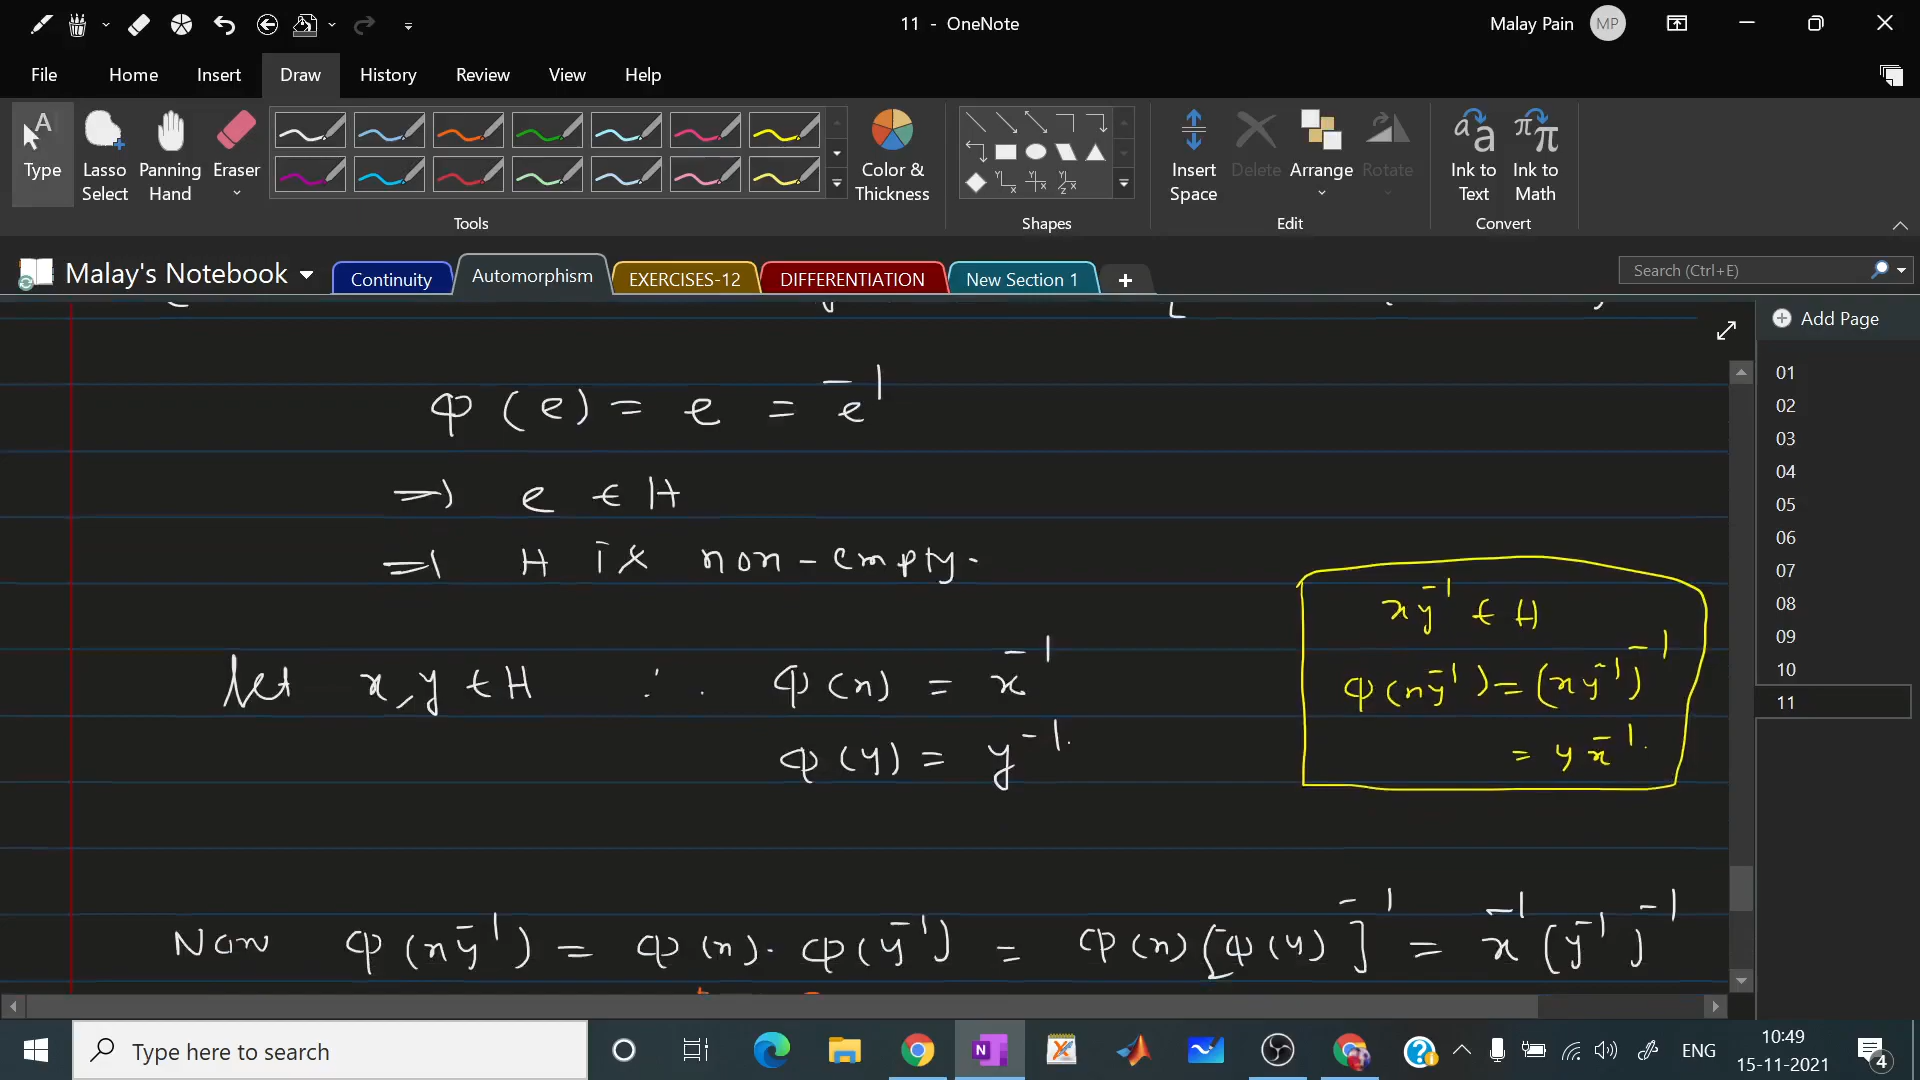 11 - OneNote
Malay Pain MP
File Home Insert Draw History Review View Help
Type
Lasso Select
Panning Hand
Eraser
Color & Thickness
Insert Space
Delete
Arrange
Rotate
Ink to Text
Ink to Math
Tools Shapes Edit Convert
Malay's Notebook Continuity Automorphism EXERCISES-12 DIFFERENTIATION New Section 1 + Search (Ctrl+E)
Add Page
01
02
03
04
05
06
07
08
09
10
11
φ(e) = e = e⁻¹
⇒ e ∈ H
⇒ H is non-empty.
let x, y ∈ H ∴ φ(x) = x⁻¹
φ(y) = y⁻¹.
xy⁻¹ ∈ H
φ(xy⁻¹) = (xy⁻¹)⁻¹
= yx⁻¹.
Now φ(xy⁻¹) = φ(x)·φ(y⁻¹) = φ(x)[φ(y)]⁻¹ = x⁻¹(y⁻¹)⁻¹
Type here to search
ENG
10:49
15-11-2021
4